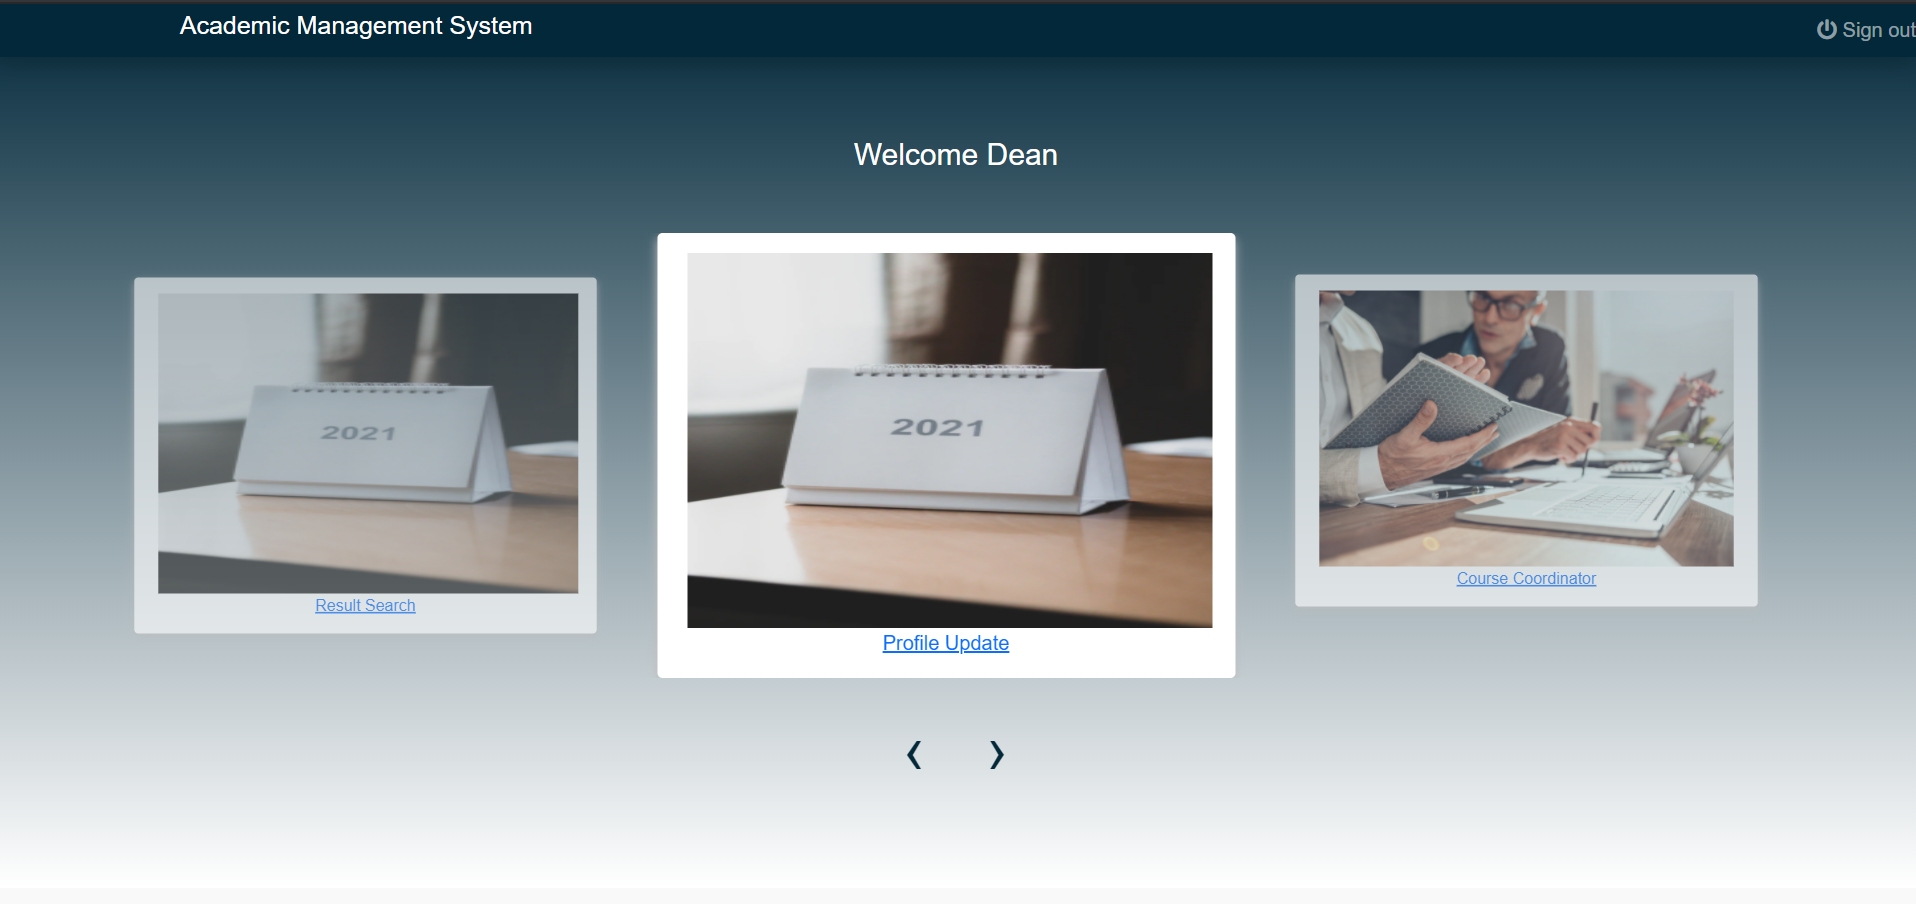 Academic Management System
Sign out
Welcome Dean
2021
Result Search
2021
Profile Update
Course Coordinator